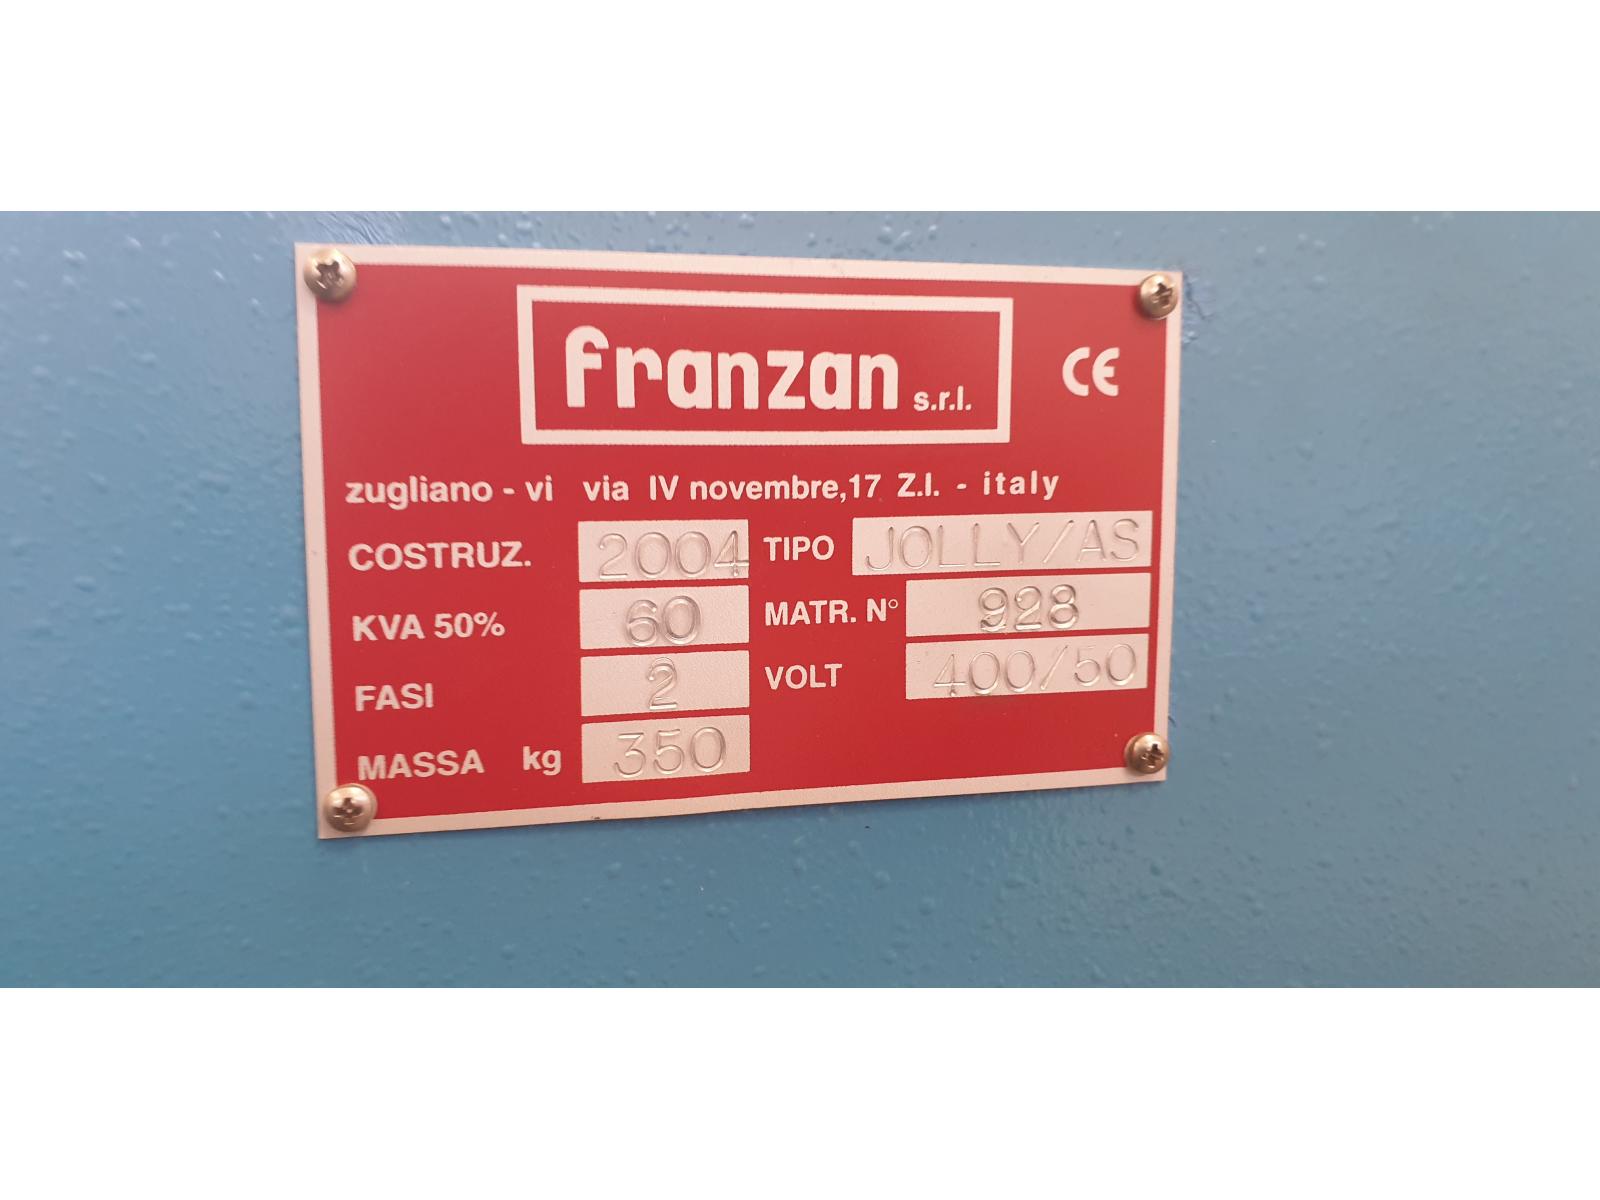 franzan s.r.l.
CE
zugliano - vi via IV novembre, 17 Z.I. - italy
COSTRUZ. 2004 TIPO JOLLY/AS
KVA 50% 60 MATR. N° 928
FASI 2 VOLT 400/50
MASSA kg 350